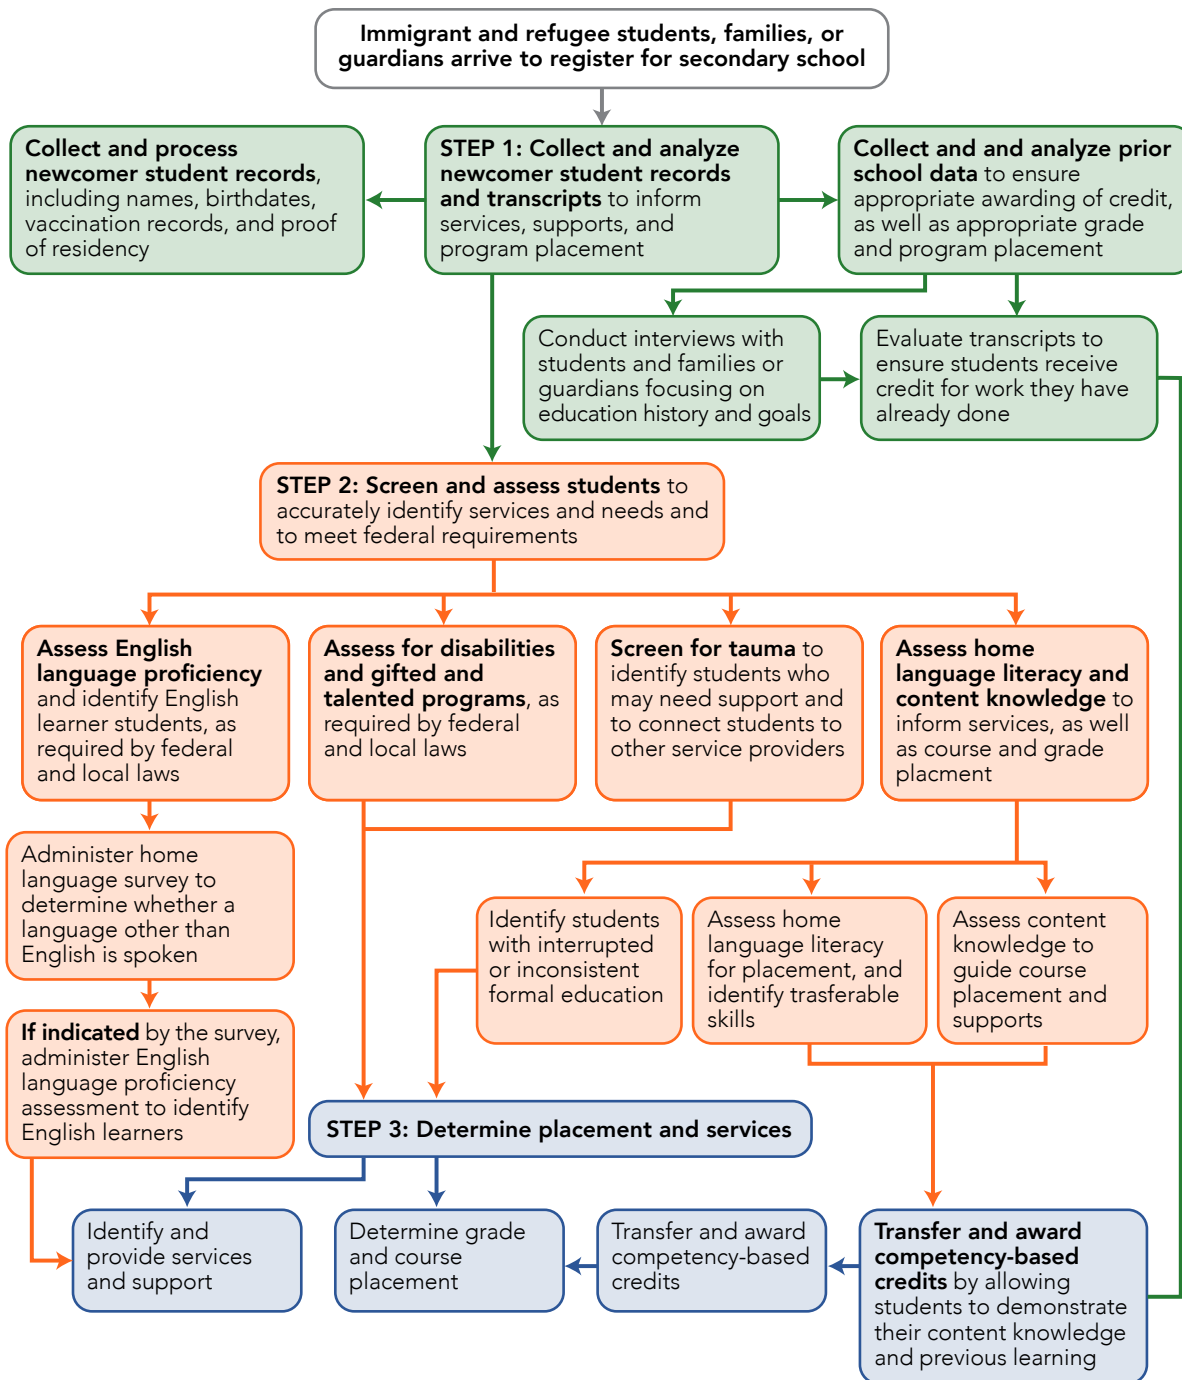 Immigrant and refugee students, families, or
guardians arrive to register for secondary school
Collect and process
newcomer student records,
including names, birthdates,
vaccination records, and proof
of residency
STEP 1: Collect and analyze
newcomer student records
and transcripts to inform
services, supports, and
program placement
Collect and and analyze prior
school data to ensure
appropriate awarding of credit,
as well as appropriate grade
and program placement
Conduct interviews with
students and families or
guardians focusing on
education history and goals
Evaluate transcripts to
ensure students receive
credit for work they have
already done
STEP 2: Screen and assess students to
accurately identify services and needs and
to meet federal requirements
Assess English
language proficiency
and identify English
learner students, as
required by federal
and local laws
Assess for disabilities
and gifted and
talented programs, as
required by federal
and local laws
Screen for tauma to
identify students who
may need support and
to connect students to
other service providers
Assess home
language literacy and
content knowledge to
inform services, as well
as course and grade
placment
Administer home
language survey to
determine whether a
language other than
English is spoken
Identify students
with interrupted
or inconsistent
formal education
Assess home
language literacy
for placement, and
identify trasferable
skills
Assess content
knowledge to
guide course
placement and
supports
If indicated by the survey,
administer English
language proficiency
assessment to identify
English learners
STEP 3: Determine placement and services
Identify and
provide services
and support
Determine grade
and course
placement
Transfer and award
competency-based
credits
Transfer and award
competency-based
credits by allowing
students to demonstrate
their content knowledge
and previous learning